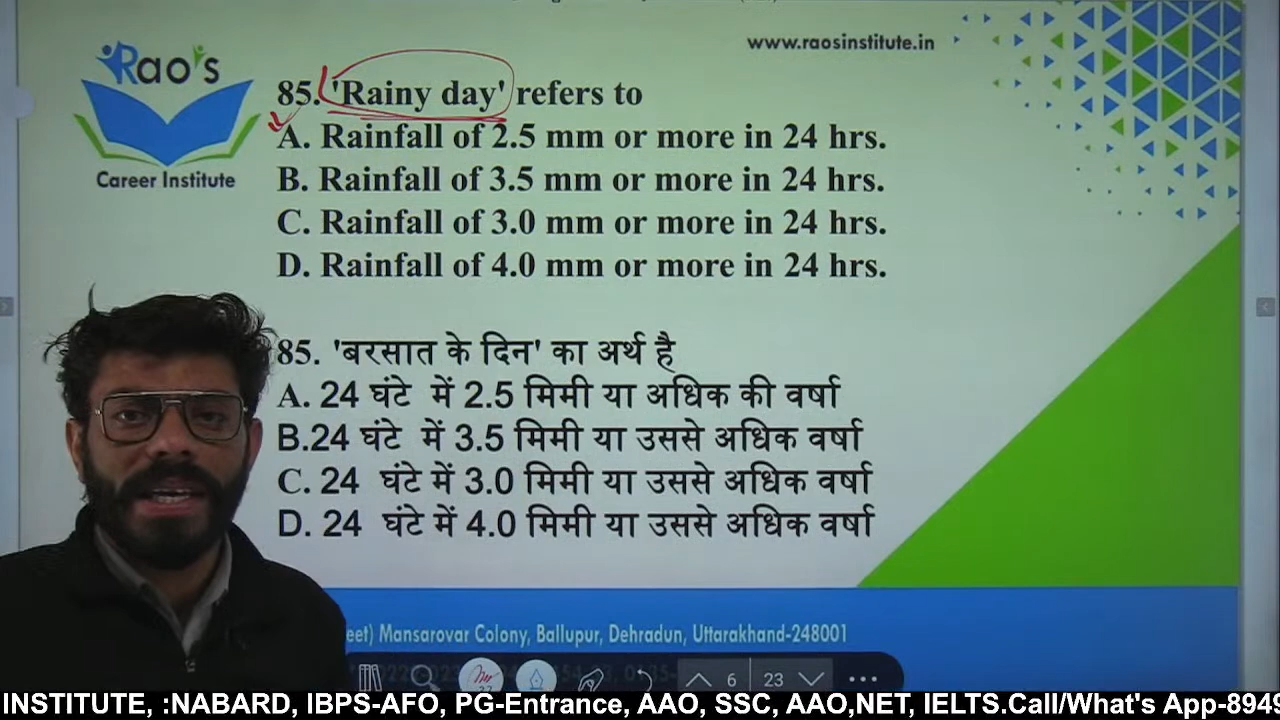 Rao's
Career Institute
www.raosinstitute.in
85. 'Rainy day' refers to
A. Rainfall of 2.5 mm or more in 24 hrs.
B. Rainfall of 3.5 mm or more in 24 hrs.
C. Rainfall of 3.0 mm or more in 24 hrs.
D. Rainfall of 4.0 mm or more in 24 hrs.
85. 'बरसात के दिन' का अर्थ है
A. 24 घंटे में 2.5 मिमी या अधिक की वर्षा
B.24 घंटे में 3.5 मिमी या उससे अधिक वर्षा
C. 24 घंटे में 3.0 मिमी या उससे अधिक वर्षा
D. 24 घंटे में 4.0 मिमी या उससे अधिक वर्षा
eet) Mansarovar Colony, Ballupur, Dehradun, Uttarakhand-248001
6 23
INSTITUTE, :NABARD, IBPS-AFO, PG-Entrance, AAO, SSC, AAO,NET, IELTS.Call/What's App-8949